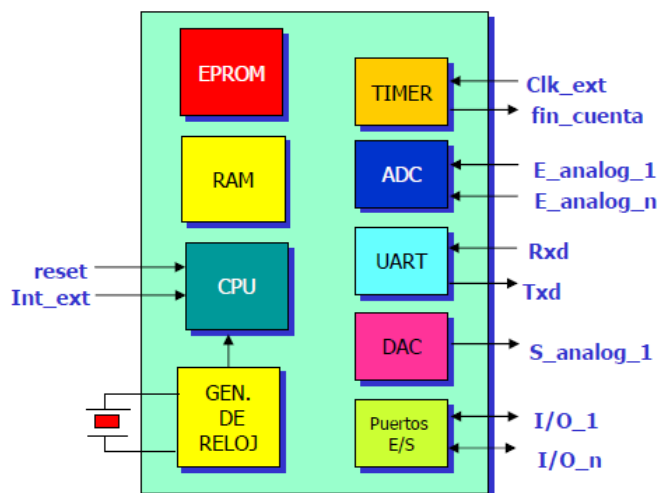 EPROM
TIMER
Clk_ext
fin_cuenta
RAM
ADC
E_analog_1
E_analog_n
reset
Int_ext
CPU
UART
Rxd
Txd
DAC
S_analog_1
GEN.
DE
RELOJ
Puertos
E/S
I/O_1
I/O_n